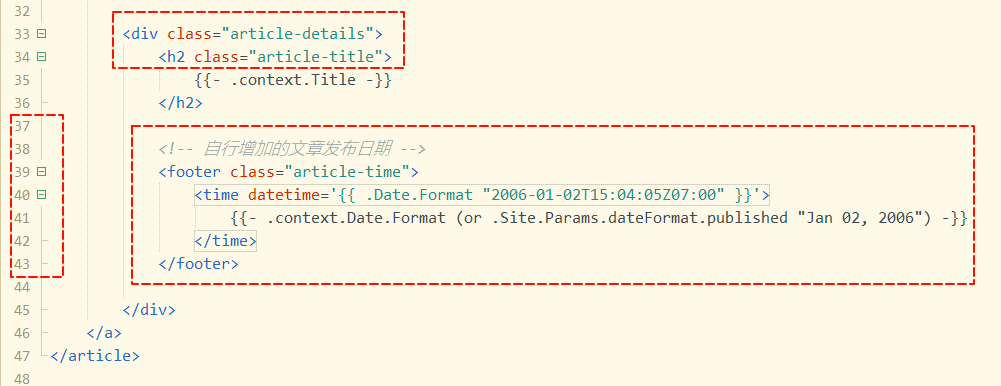 32
33 <div class="article-details">
34 <h2 class="article-title">
35 {{- .context.Title -}}
36 </h2>
37
38 <!-- 自行增加的文章发布日期 -->
39 <footer class="article-time">
40 <time datetime='{{ .Date.Format "2006-01-02T15:04:05Z07:00" }}'>
41 {{- .context.Date.Format (or .Site.Params.dateFormat.published "Jan 02, 2006") -}}
42 </time>
43 </footer>
44
45 </div>
46 </a>
47 </article>
48